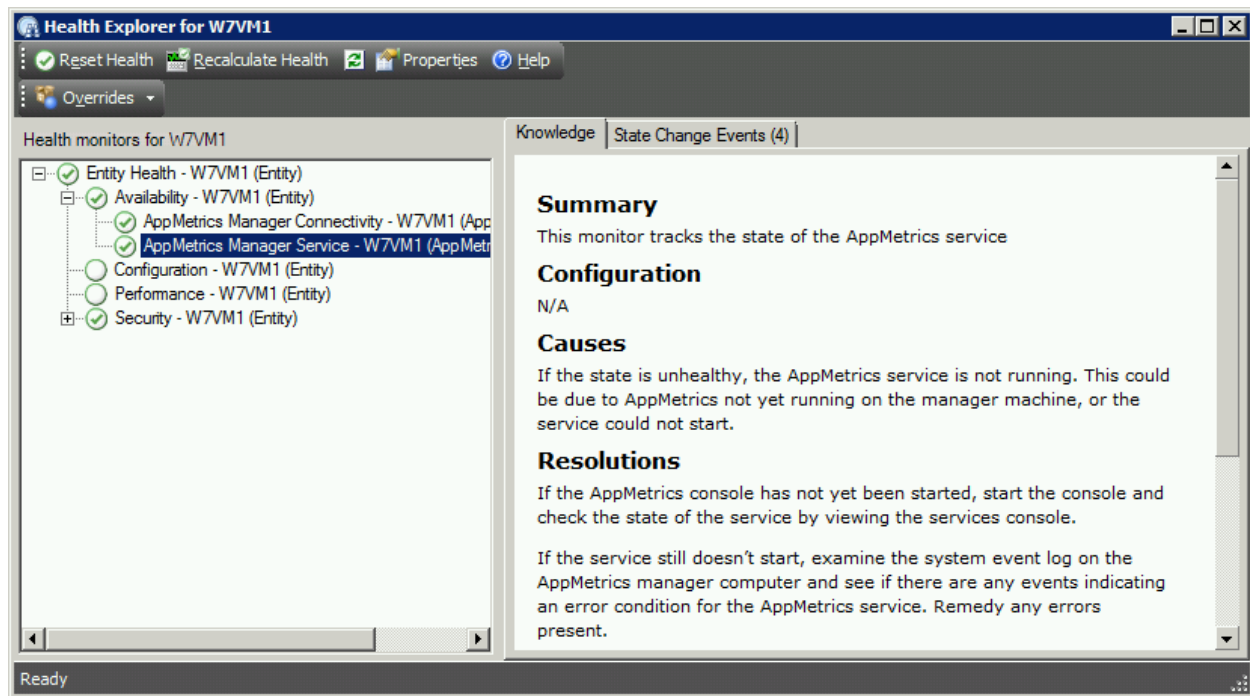 Health Explorer for W7VM1
Reset Health Recalculate Health Properties Help
Overrides
Health monitors for W7VM1
Entity Health - W7VM1 (Entity)
Availability - W7VM1 (Entity)
AppMetrics Manager Connectivity - W7VM1 (App
AppMetrics Manager Service - W7VM1 (AppMetr
Configuration - W7VM1 (Entity)
Performance - W7VM1 (Entity)
Security - W7VM1 (Entity)
Knowledge State Change Events (4)
Summary
This monitor tracks the state of the AppMetrics service
Configuration
N/A
Causes
If the state is unhealthy, the AppMetrics service is not running. This could
be due to AppMetrics not yet running on the manager machine, or the
service could not start.
Resolutions
If the AppMetrics console has not yet been started, start the console and
check the state of the service by viewing the services console.
If the service still doesn’t start, examine the system event log on the
AppMetrics manager computer and see if there are any events indicating
an error condition for the AppMetrics service. Remedy any errors
present.
Ready